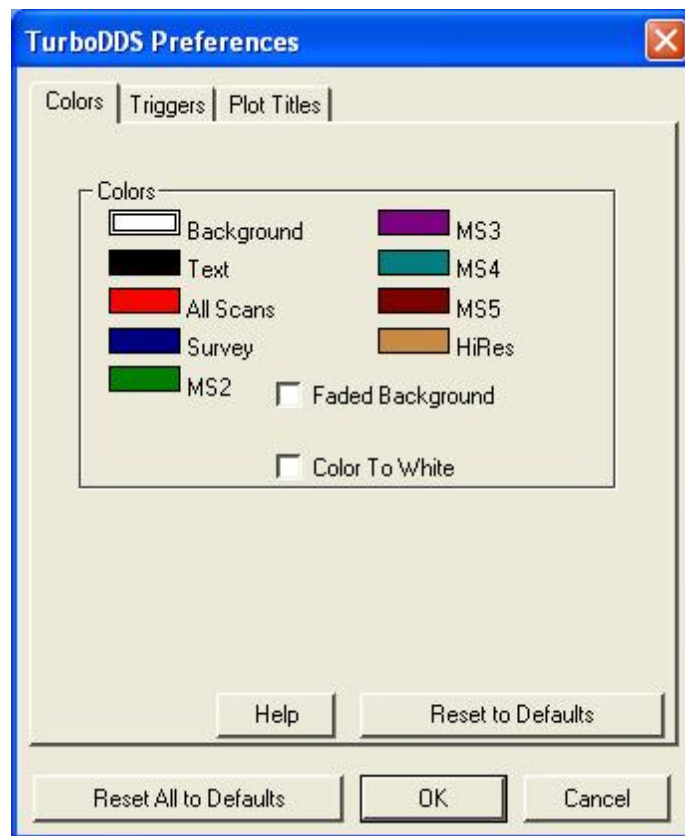 TurboDDS Preferences
Colors Triggers Plot Titles
Colors
Background MS3
Text MS4
All Scans MS5
Survey HiRes
MS2 Faded Background
Color To White
Help Reset to Defaults
Reset All to Defaults OK Cancel